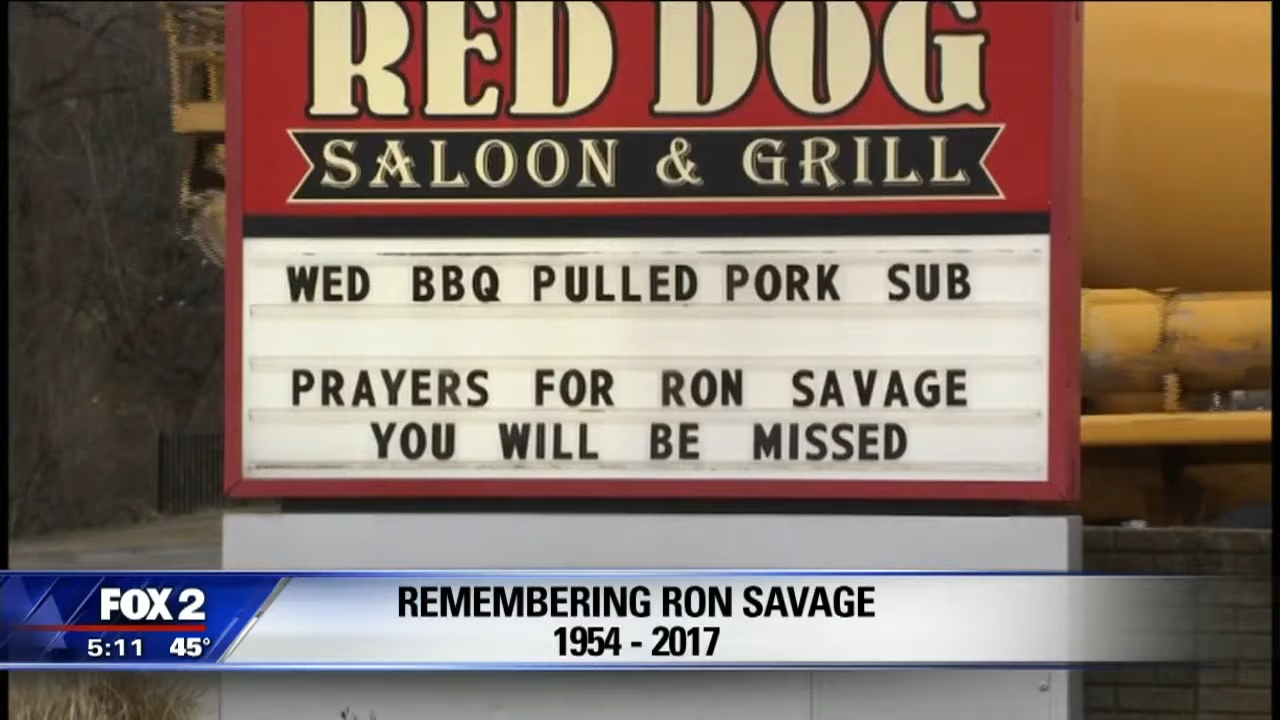 RED DOG
SALOON & GRILL
WED BBQ PULLED PORK SUB
PRAYERS FOR RON SAVAGE
YOU WILL BE MISSED
FOX 2
5:11 45°
REMEMBERING RON SAVAGE
1954 - 2017